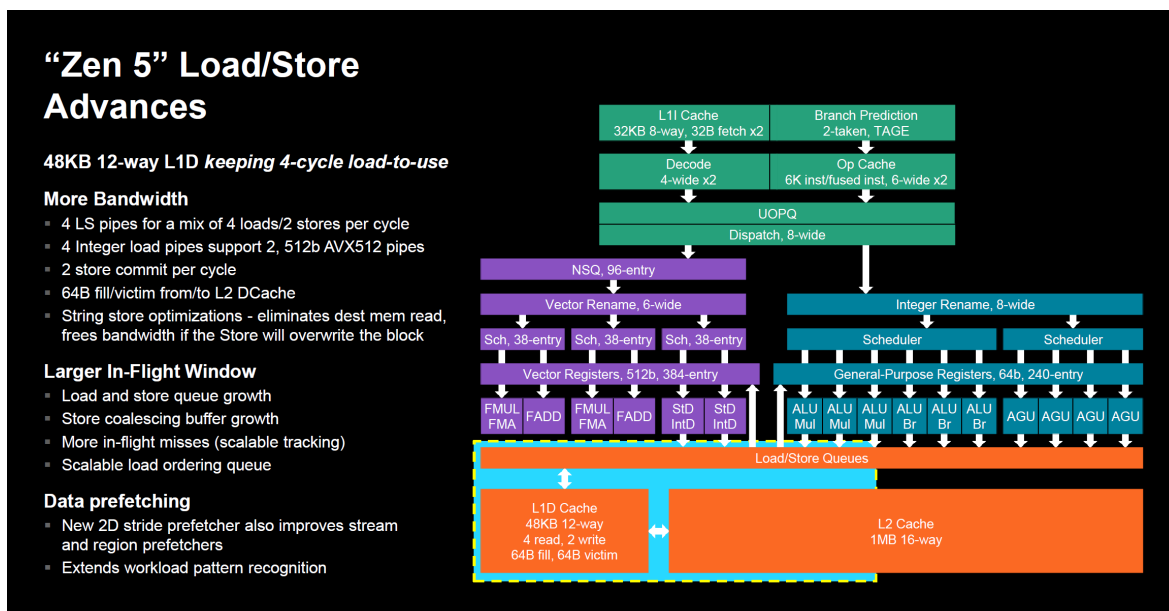 “Zen 5” Load/Store
Advances
48KB 12-way L1D keeping 4-cycle load-to-use
More Bandwidth
▪ 4 LS pipes for a mix of 4 loads/2 stores per cycle
▪ 4 Integer load pipes support 2, 512b AVX512 pipes
▪ 2 store commit per cycle
▪ 64B fill/victim from/to L2 DCache
▪ String store optimizations - eliminates dest mem read,
frees bandwidth if the Store will overwrite the block
Larger In-Flight Window
▪ Load and store queue growth
▪ Store coalescing buffer growth
▪ More in-flight misses (scalable tracking)
▪ Scalable load ordering queue
Data prefetching
▪ New 2D stride prefetcher also improves stream
and region prefetchers
▪ Extends workload pattern recognition
L1I Cache
32KB 8-way, 32B fetch x2
Branch Prediction
2-taken, TAGE
Decode
4-wide x2
Op Cache
6K inst/fused inst, 6-wide x2
UOPQ
Dispatch, 8-wide
NSQ, 96-entry
Vector Rename, 6-wide
Integer Rename, 8-wide
Sch, 38-entry
Sch, 38-entry
Sch, 38-entry
Scheduler
Scheduler
Vector Registers, 512b, 384-entry
General-Purpose Registers, 64b, 240-entry
FMUL
FMA
FADD
FMUL
FMA
FADD
StD
IntD
StD
IntD
ALU
Mul
ALU
Mul
ALU
Mul
ALU
Br
ALU
Br
ALU
Br
AGU
AGU
AGU
AGU
Load/Store Queues
L1D Cache
48KB 12-way
4 read, 2 write
64B fill, 64B victim
L2 Cache
1MB 16-way